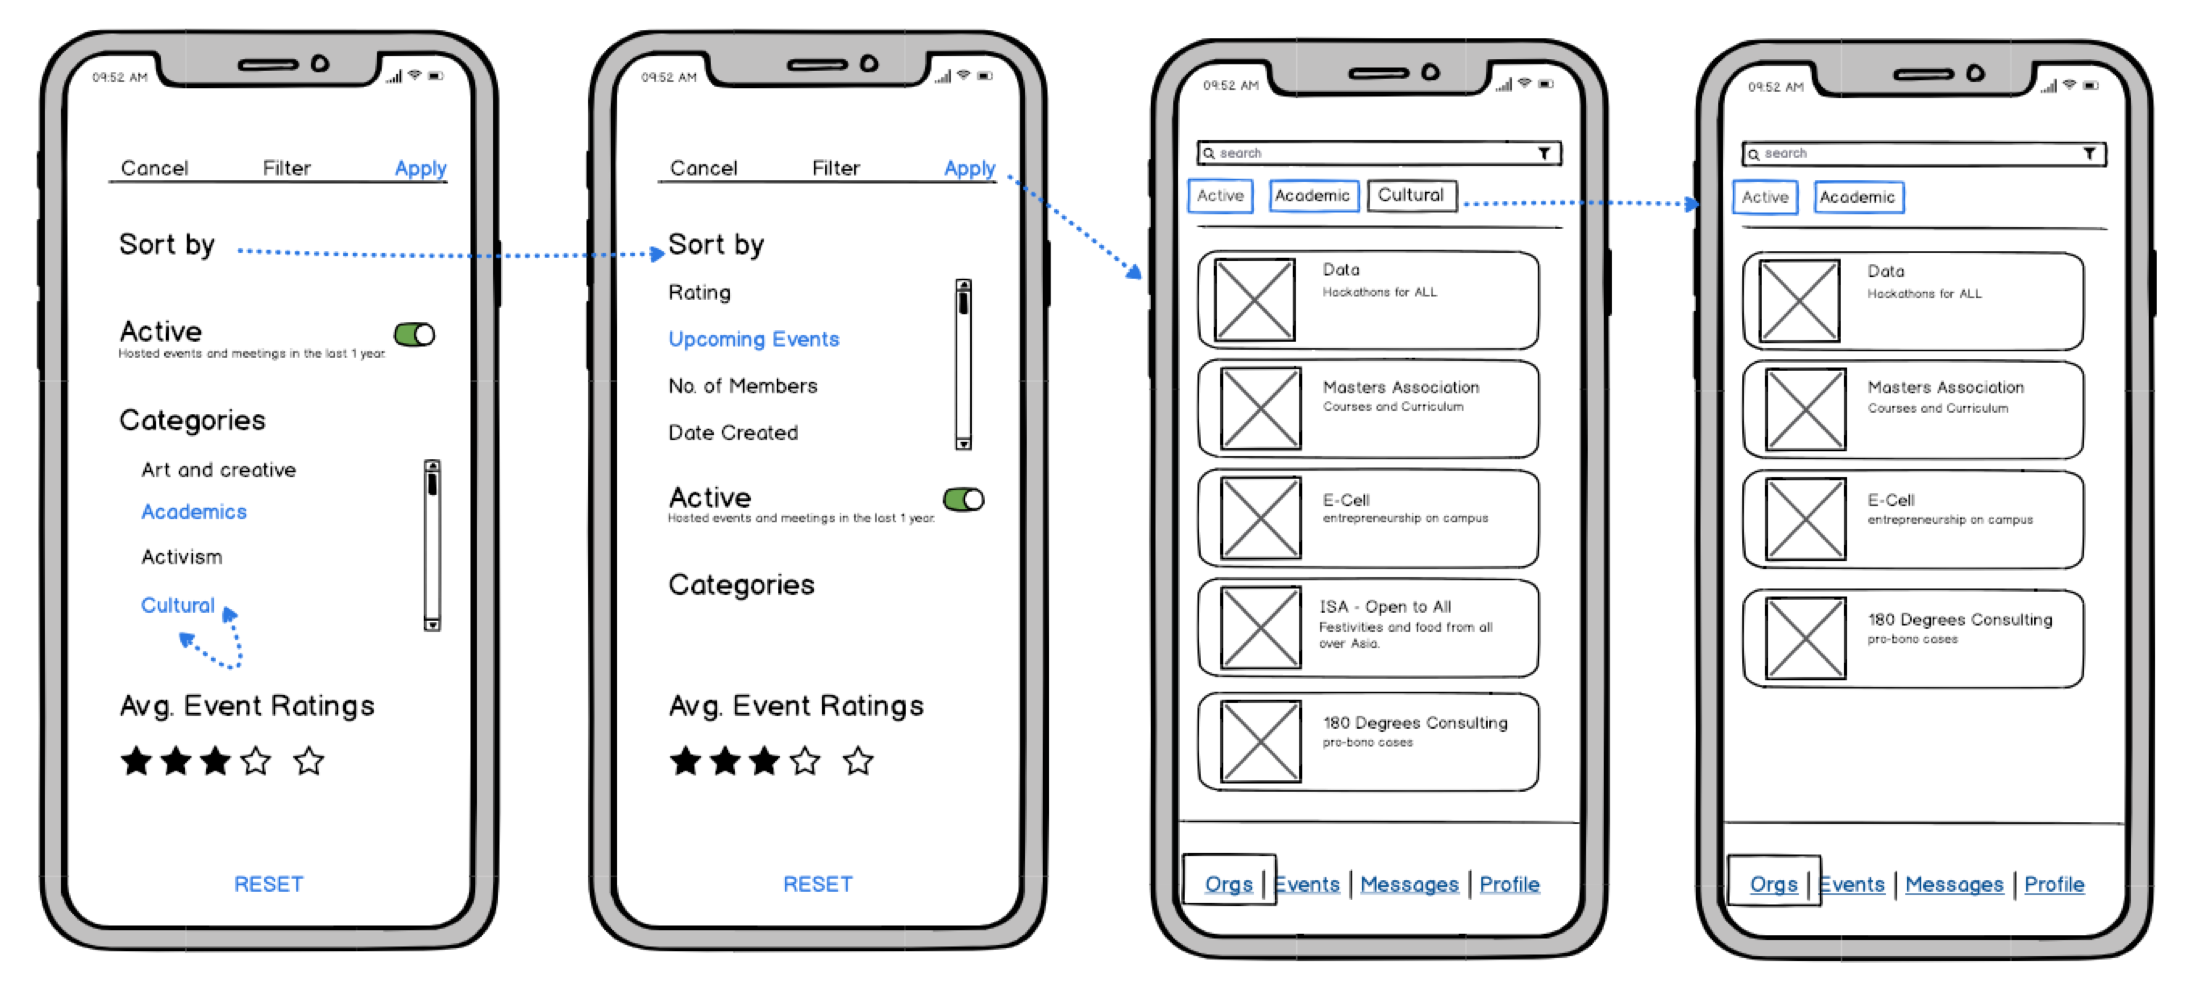 09:52 AM
Cancel Filter Apply
Sort by
Active
Hosted events and meetings in the last 1 year.
Categories
Art and creative
Academics
Activism
Cultural
Avg. Event Ratings
RESET
09:52 AM
Cancel Filter Apply
Sort by
Rating
Upcoming Events
No. of Members
Date Created
Active
Hosted events and meetings in the last 1 year.
Categories
Avg. Event Ratings
RESET
09:52 AM
search
Active Academic Cultural
Data
Hackathons for ALL
Masters Association
Courses and Curriculum
E-Cell
entrepreneurship on campus
ISA - Open to All
Festivities and food from all
over Asia.
180 Degrees Consulting
pro-bono cases
Orgs | Events | Messages | Profile
09:52 AM
search
Active Academic
Data
Hackathons for ALL
Masters Association
Courses and Curriculum
E-Cell
entrepreneurship on campus
180 Degrees Consulting
pro-bono cases
Orgs | Events | Messages | Profile